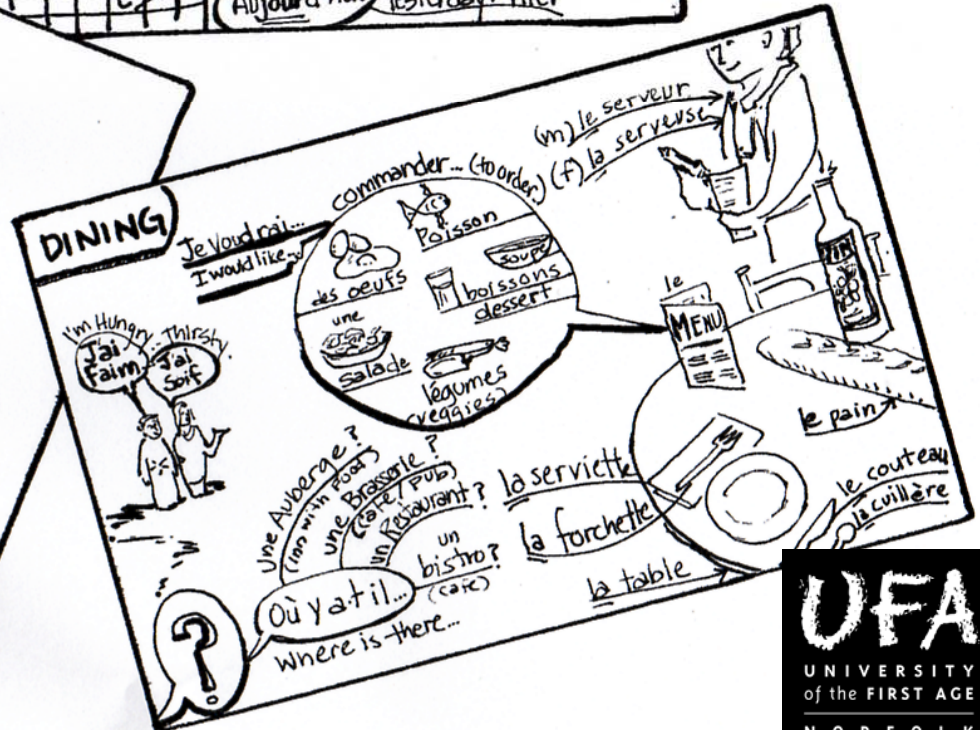 Aujourd'hui
DINING
Je voudrai...
I would like...
commander... (to order)
Poisson
des oeufs
soupe
boissons
dessert
une
salade
légumes
(veggies)
(m) le serveur
(f) la serveuse
VIN
le
MENU
le pain
I'm Hungry
Thirsty
J'ai
Faim
J'ai
Soif
une Auberge?
(inn with food)
une Brasserie?
(café/Pub)
un Restaurant?
un
bistro?
(cafe)
Où y a-t il...
Where is there...
?
la serviette
la forchette
la table
le couteau
la cuillère
UFA
UNIVERSITY
of the FIRST AGE